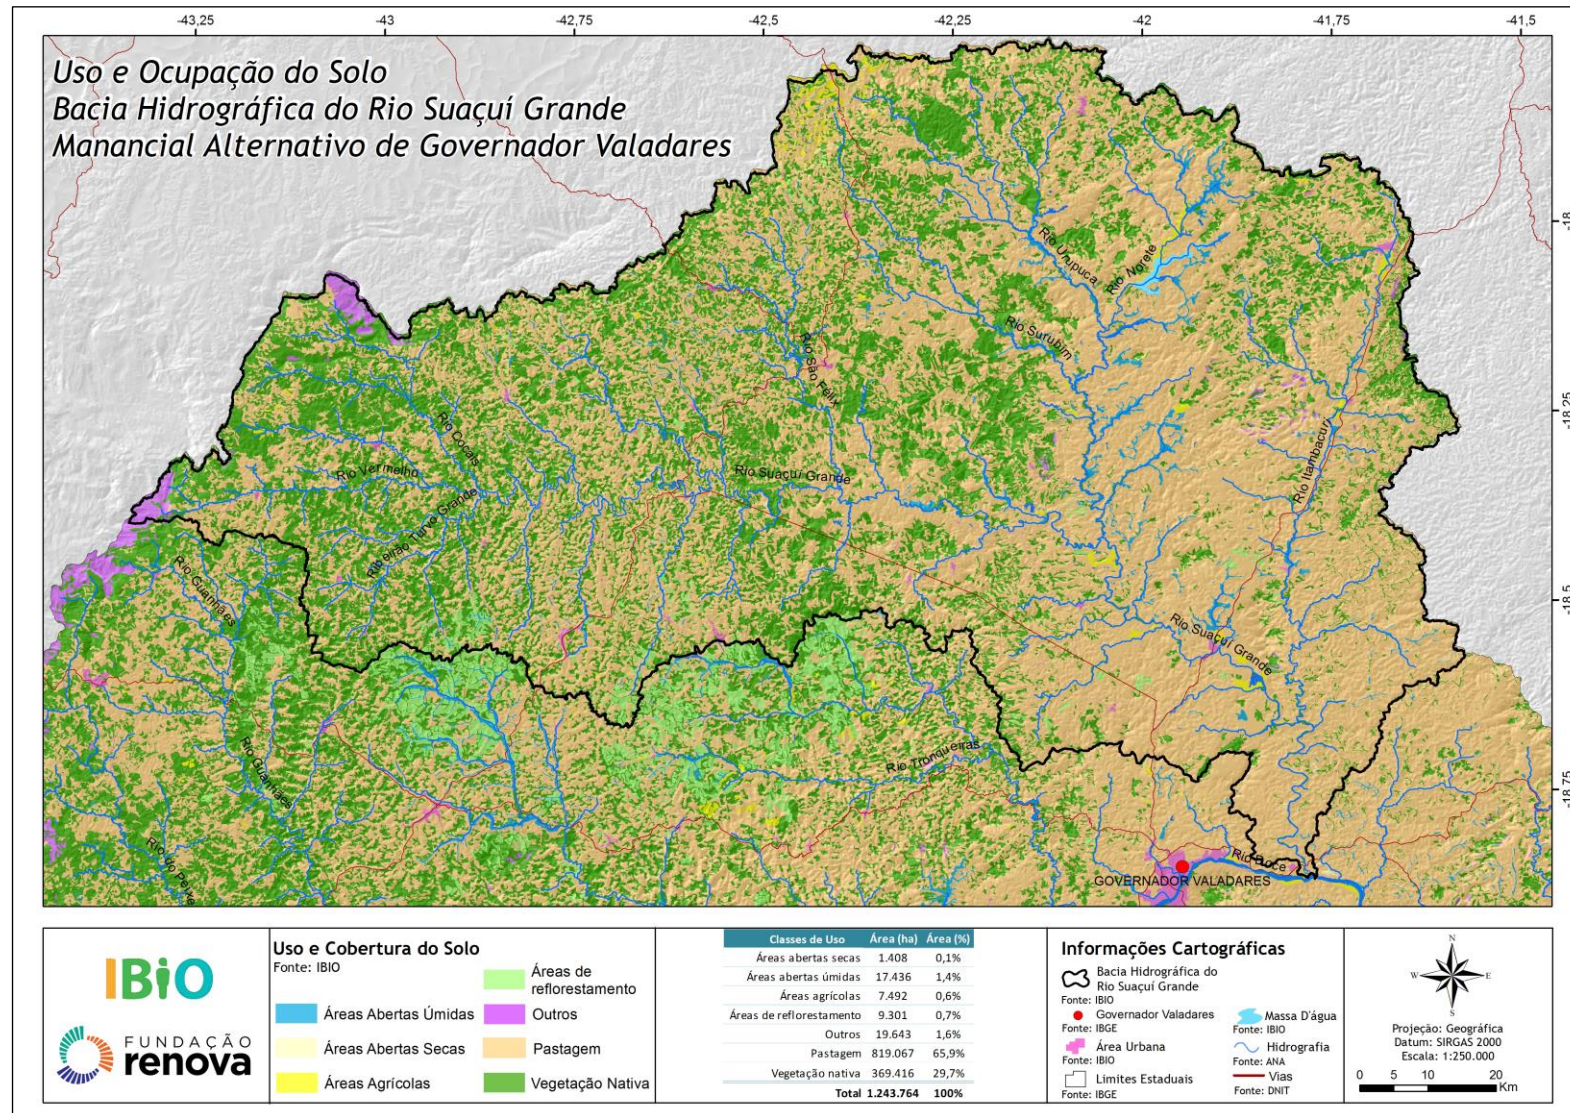 -43,25 -43 -42,75 -42,5 -42,25 -42 -41,75 -41,5
Uso e Ocupação do Solo
Bacia Hidrográfica do Rio Suaçuí Grande
Manancial Alternativo de Governador Valadares
-18
-18,25
-18,5
-18,75
Rio Urupuca
Rio Norete
Rio Surubim
Rio São Félix
Rio Cocais
Rio Vermelho
Rio Suaçuí Grande
Rio Itambacuri
Ribeirão Turvo Grande
Rio Guanhães
Rio Suaçuí Grande
Rio Guanhães
Rio Tronqueiras
Rio do Peixe
Rio Doce
GOVERNADOR VALADARES
IBiO
FUNDAÇÃO
renova
Uso e Cobertura do Solo
Fonte: IBIO
Áreas Abertas Úmidas
Áreas Abertas Secas
Áreas Agrícolas
Áreas de
reflorestamento
Outros
Pastagem
Vegetação Nativa
Classes de Uso Área (ha) Área (%)
Áreas abertas secas 1.408 0,1%
Áreas abertas úmidas 17.436 1,4%
Áreas agrícolas 7.492 0,6%
Áreas de reflorestamento 9.301 0,7%
Outros 19.643 1,6%
Pastagem 819.067 65,9%
Vegetação nativa 369.416 29,7%
Total 1.243.764 100%
Informações Cartográficas
Bacia Hidrográfica do
Rio Suaçuí Grande
Fonte: IBIO
Governador Valadares
Fonte: IBGE
Área Urbana
Fonte: IBIO
Limites Estaduais
Fonte: IBGE
Massa D'água
Fonte: IBIO
Hidrografia
Fonte: ANA
Vias
Fonte: DNIT
N
W E
S
Projeção: Geográfica
Datum: SIRGAS 2000
Escala: 1:250.000
0 5 10 20
Km